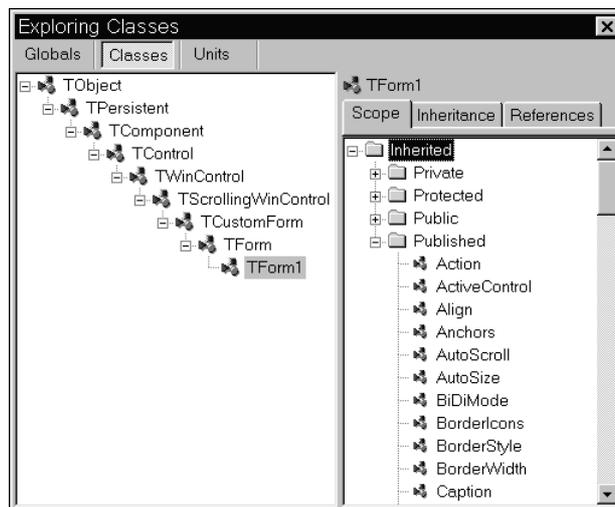 Exploring Classes
Globals Classes Units
TObject
TPersistent
TComponent
TControl
TWinControl
TScrollingWinControl
TCustomForm
TForm
TForm1
TForm1
Scope Inheritance References
Inherited
Private
Protected
Public
Published
Action
ActiveControl
Align
Anchors
AutoScroll
AutoSize
BiDiMode
BorderIcons
BorderStyle
BorderWidth
Caption